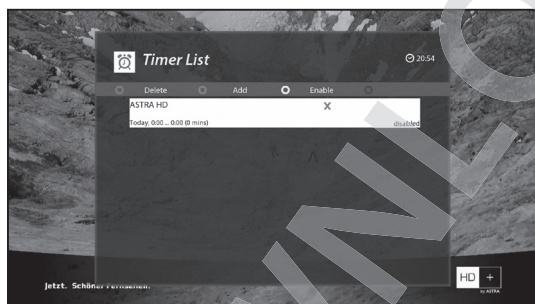 Timer List
20:54
Delete Add Enable
ASTRA HD
X
Today, 0:00 ... 0:00 (0 mins) disabled
Jetzt. Schöner Fernsehen.
HD +
by ASTRA